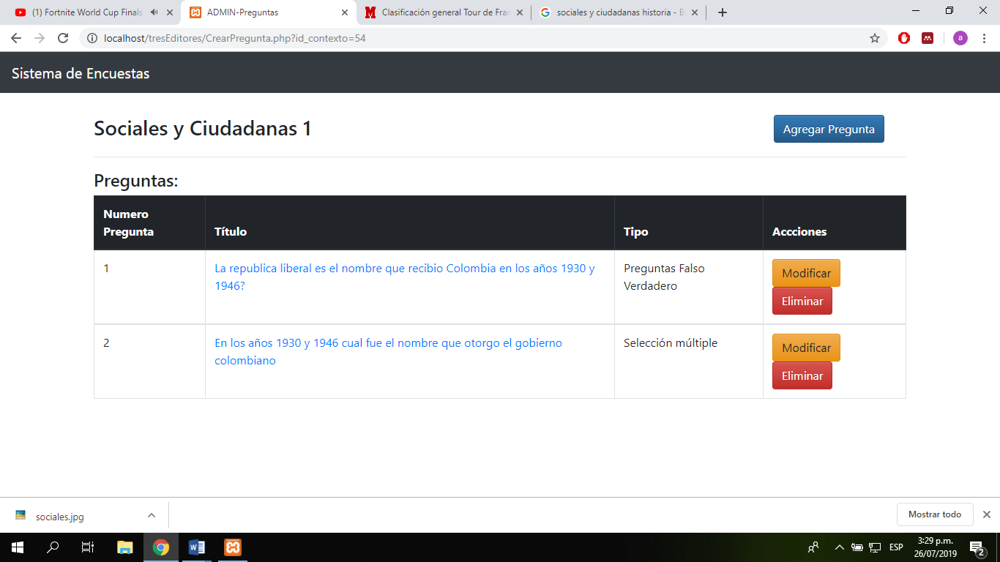 (1) Fortnite World Cup Finals
ADMIN-Preguntas
Clasificación general Tour de Fran
sociales y ciudadanas historia - B
localhost/tresEditores/CrearPregunta.php?id_contexto=54
a
Sistema de Encuestas
Sociales y Ciudadanas 1
Agregar Pregunta
Preguntas:
Numero
Pregunta
Título
Tipo
Accciones
1
La republica liberal es el nombre que recibio Colombia en los años 1930 y
1946?
Preguntas Falso
Verdadero
Modificar
Eliminar
2
En los años 1930 y 1946 cual fue el nombre que otorgo el gobierno
colombiano
Selección múltiple
Modificar
Eliminar
sociales.jpg
Mostrar todo
ESP
3:29 p.m.
26/07/2019
2